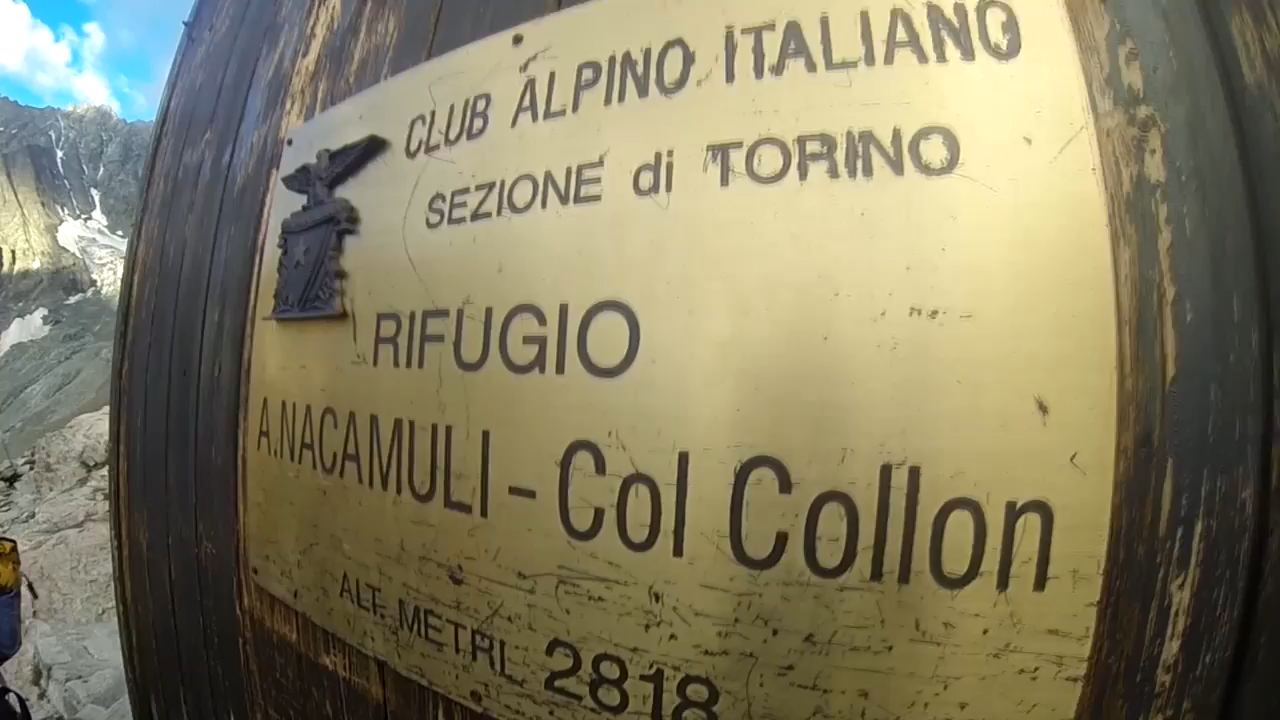 CLUB ALPINO ITALIANO
SEZIONE di TORINO
RIFUGIO
A.NACAMULI - Col Collon
ALT. METRI. 2818